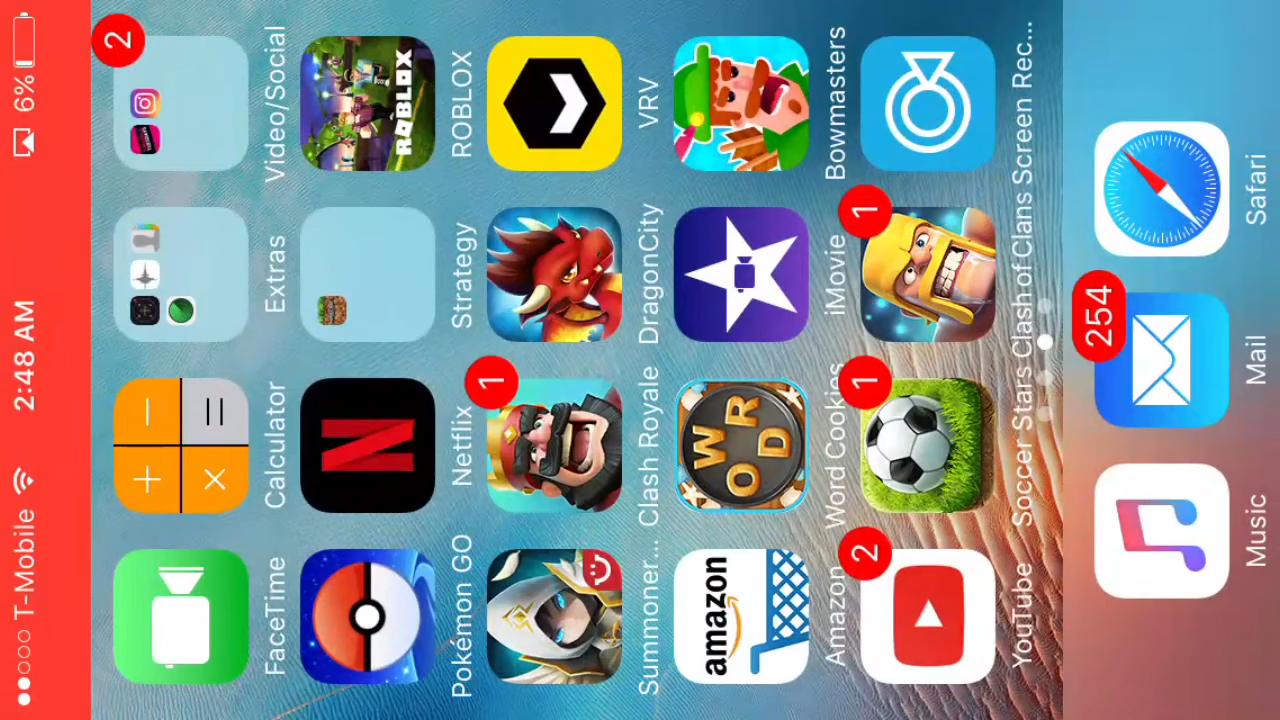 ●●○○○ T-Mobile 2:48 AM 6%
2
FaceTime Calculator Extras Video/Social
ROBLOX
Pokémon GO Netflix Strategy ROBLOX
1
Summoner... Clash Royale DragonCity VRV
amazon WORD
Amazon Word Cookies iMovie Bowmasters
2 1 1
YouTube Soccer Stars Clash of Clans Screen Rec...
254
Music Mail Safari